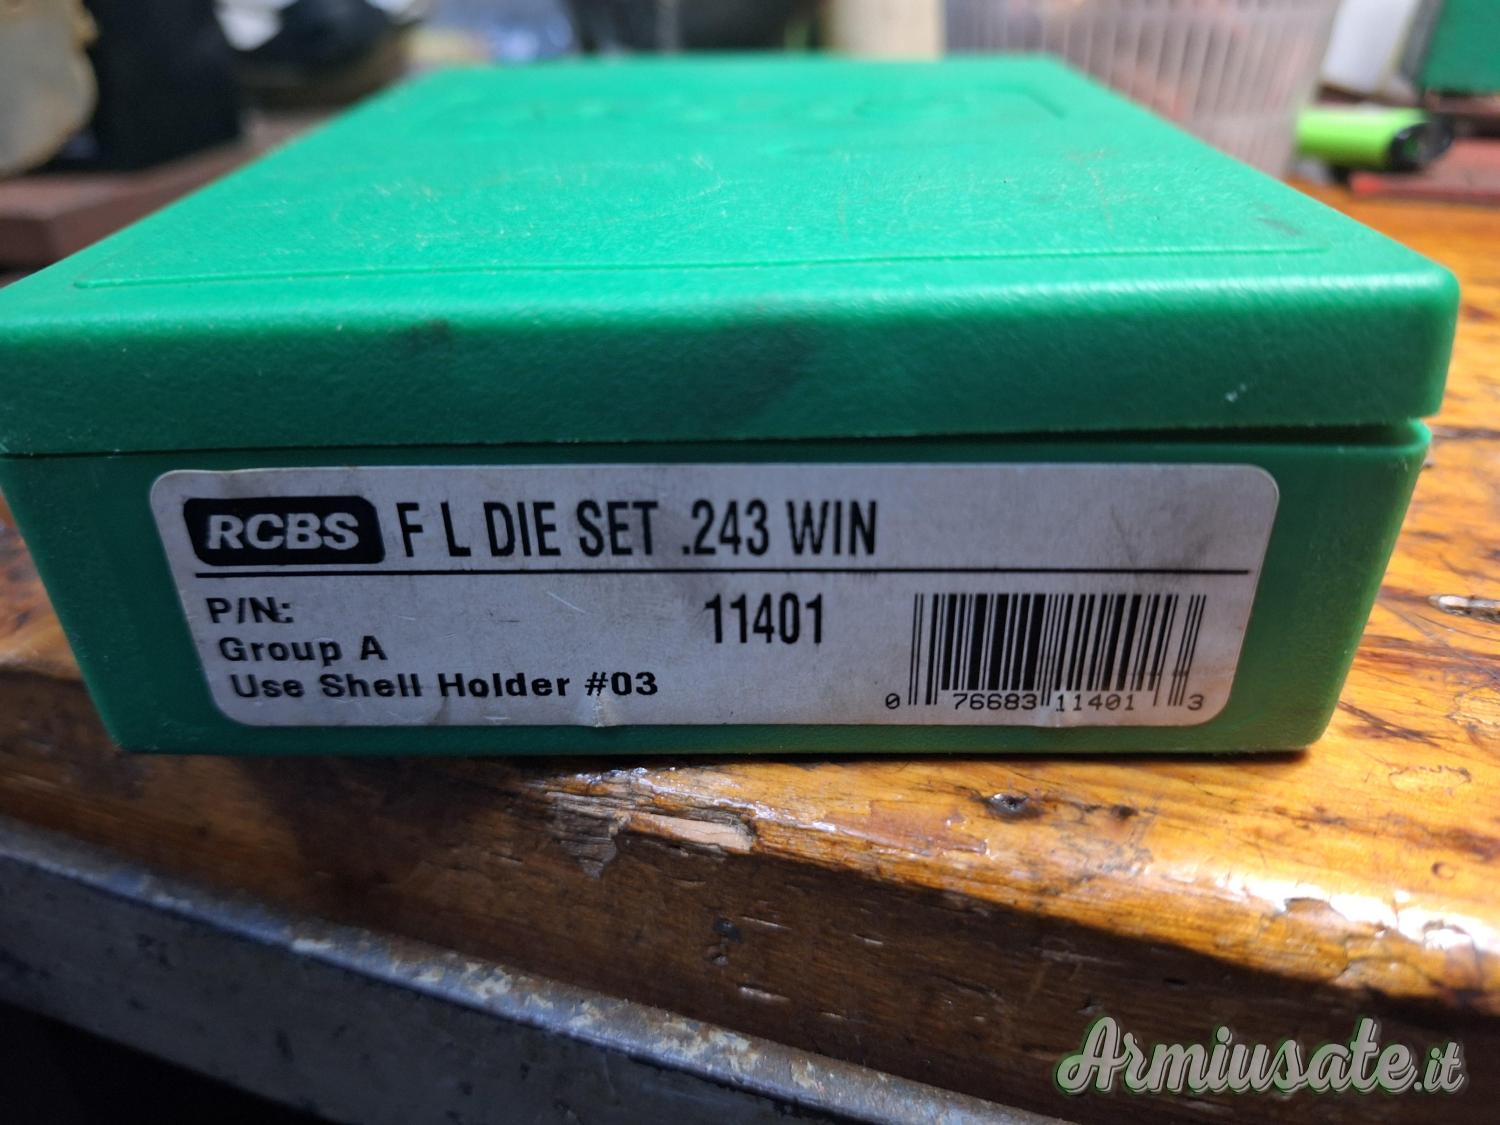 RCBS F L DIE SET .243 WIN
P/N: 11401
Group A
Use Shell Holder #03
0 76683 11401 3
Armiusate.it